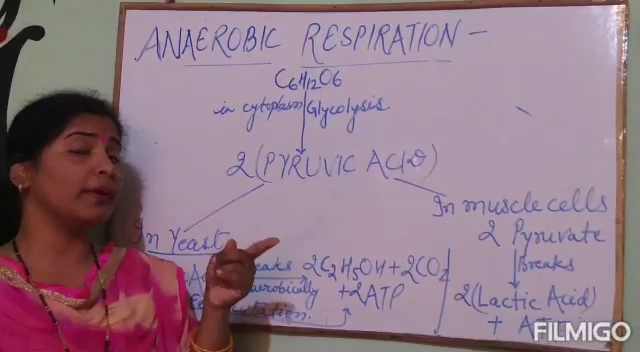 ANAEROBIC RESPIRATION -
C6H12O6
in cytoplasm Glycolysis
2 (PYRUVIC ACID)
In Yeast
breaks 2C2H5OH + 2CO2
+ 2ATP
In muscle cells
2 Pyruvate
Breaks
2 (Lactic Acid)
+
FILMIGO